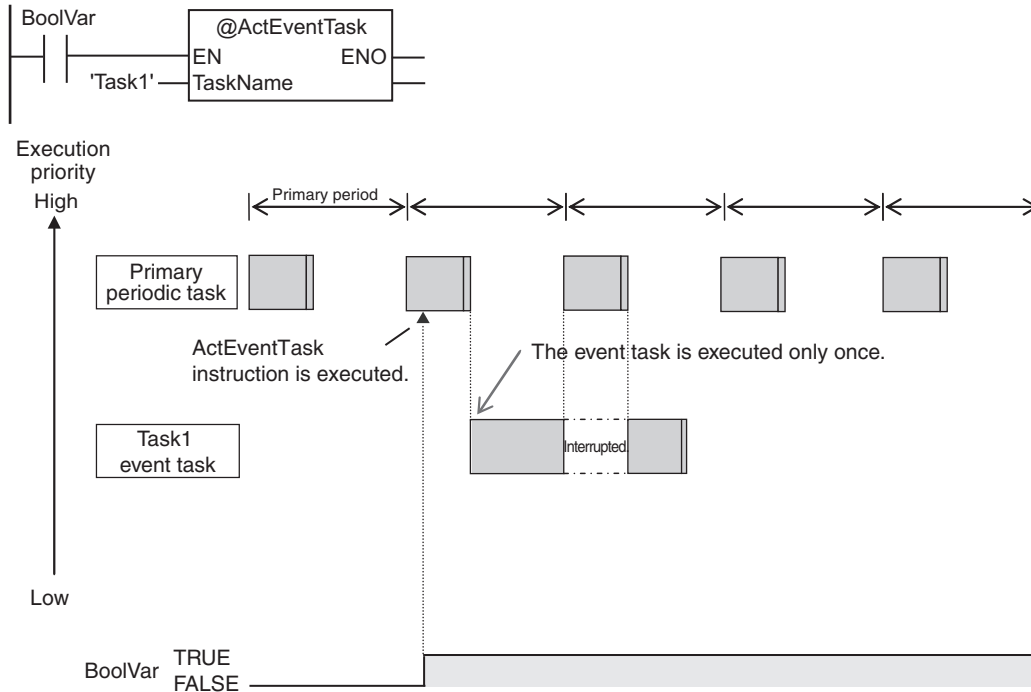 BoolVar
@ActEventTask
EN ENO
'Task1' TaskName
Execution
priority
High
Primary period
Primary
periodic task
ActEventTask
instruction is executed.
The event task is executed only once.
Task1
event task
Interrupted.
Low
BoolVar TRUE
FALSE